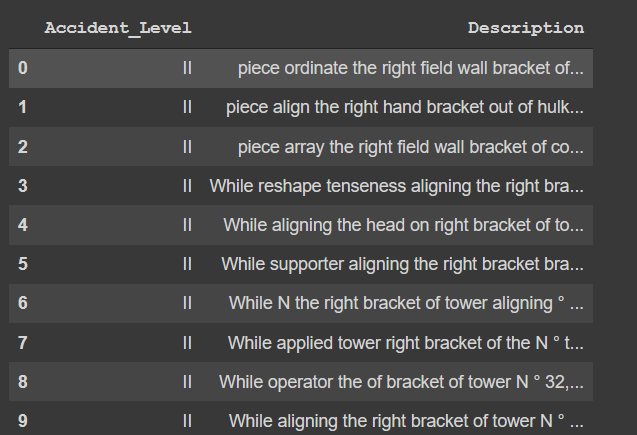 Accident_Level Description
0 II piece ordinate the right field wall bracket of...
1 II piece align the right hand bracket out of hulk...
2 II piece array the right field wall bracket of co...
3 II While reshape tenseness aligning the right bra...
4 II While aligning the head on right bracket of to...
5 II While supporter aligning the right bracket bra...
6 II While N the right bracket of tower aligning ° ...
7 II While applied tower right bracket of the N ° t...
8 II While operator the of bracket of tower N ° 32,...
9 II While aligning the right bracket of tower N ° ...